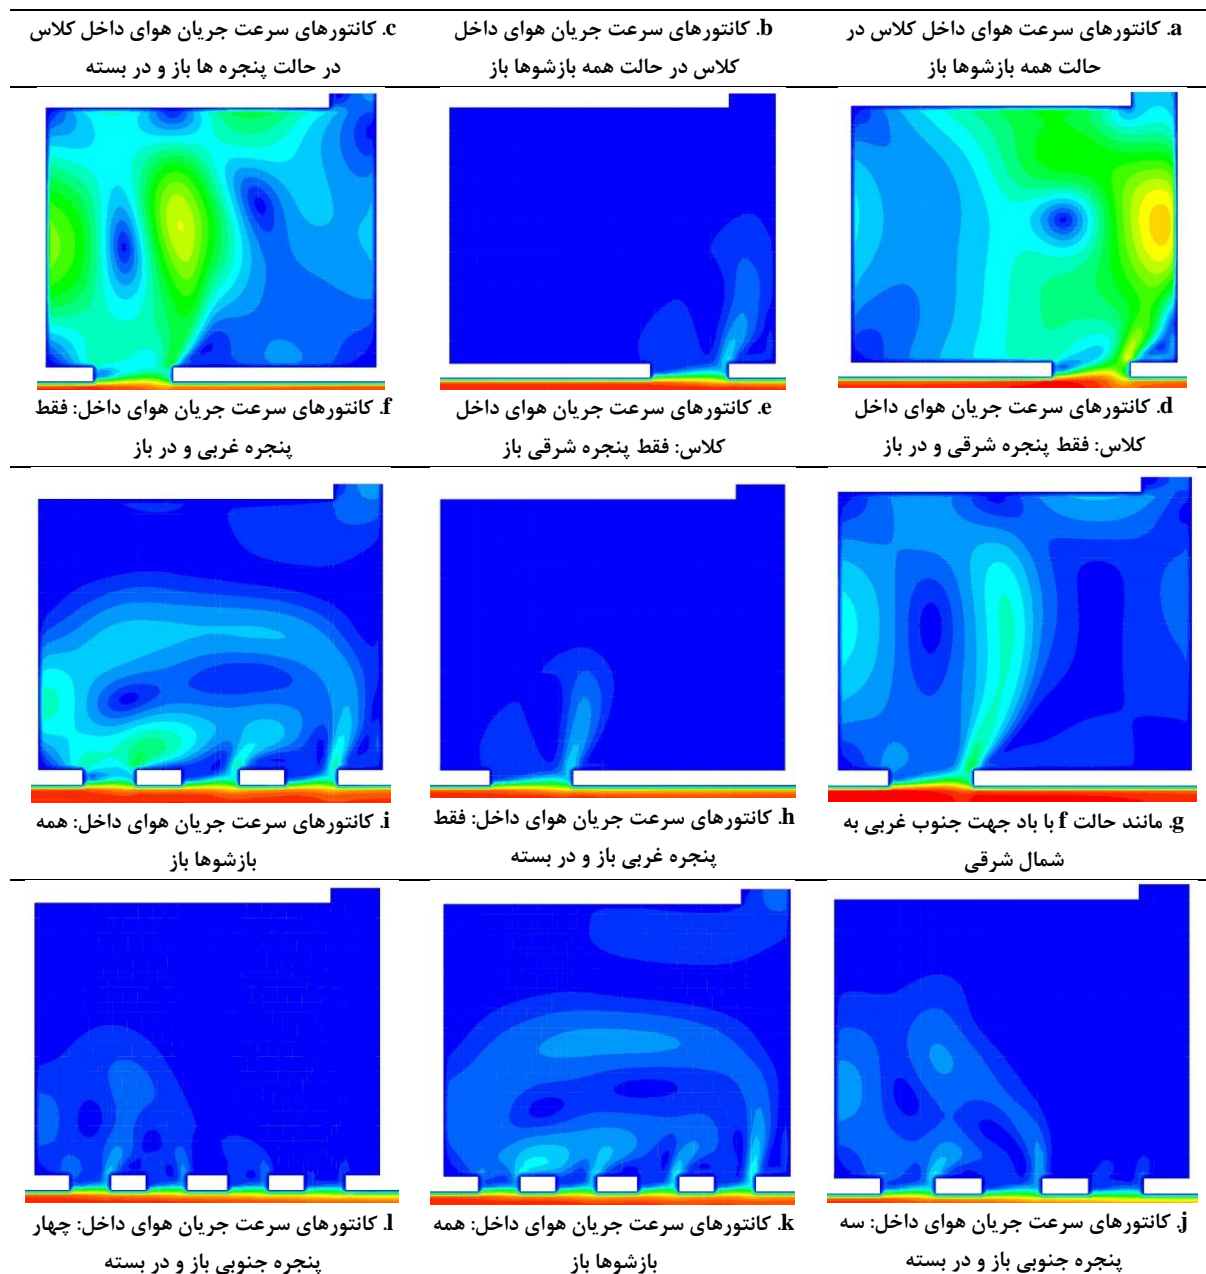 a. کانتورهای سرعت هوای داخل کلاس در
حالت همه بازشوها باز
b. کانتورهای سرعت جریان هوای داخل
کلاس در حالت همه بازشوها باز
c. کانتورهای سرعت جریان هوای داخل کلاس
در حالت پنجره ها باز و در بسته
d. کانتورهای سرعت جریان هوای داخل
کلاس: فقط پنجره شرقی و در باز
e. کانتورهای سرعت جریان هوای داخل
کلاس: فقط پنجره شرقی باز
f. کانتورهای سرعت جریان هوای داخل: فقط
پنجره غربی و در باز
g. مانند حالت f با باد جهت جنوب غربی به
شمال شرقی
h. کانتورهای سرعت جریان هوای داخل: فقط
پنجره غربی باز و در بسته
i. کانتورهای سرعت جریان هوای داخل: همه
بازشوها باز
j. کانتورهای سرعت جریان هوای داخل: سه
پنجره جنوبی باز و در بسته
k. کانتورهای سرعت جریان هوای داخل: همه
بازشوها باز
l. کانتورهای سرعت جریان هوای داخل: چهار
پنجره جنوبی باز و در بسته